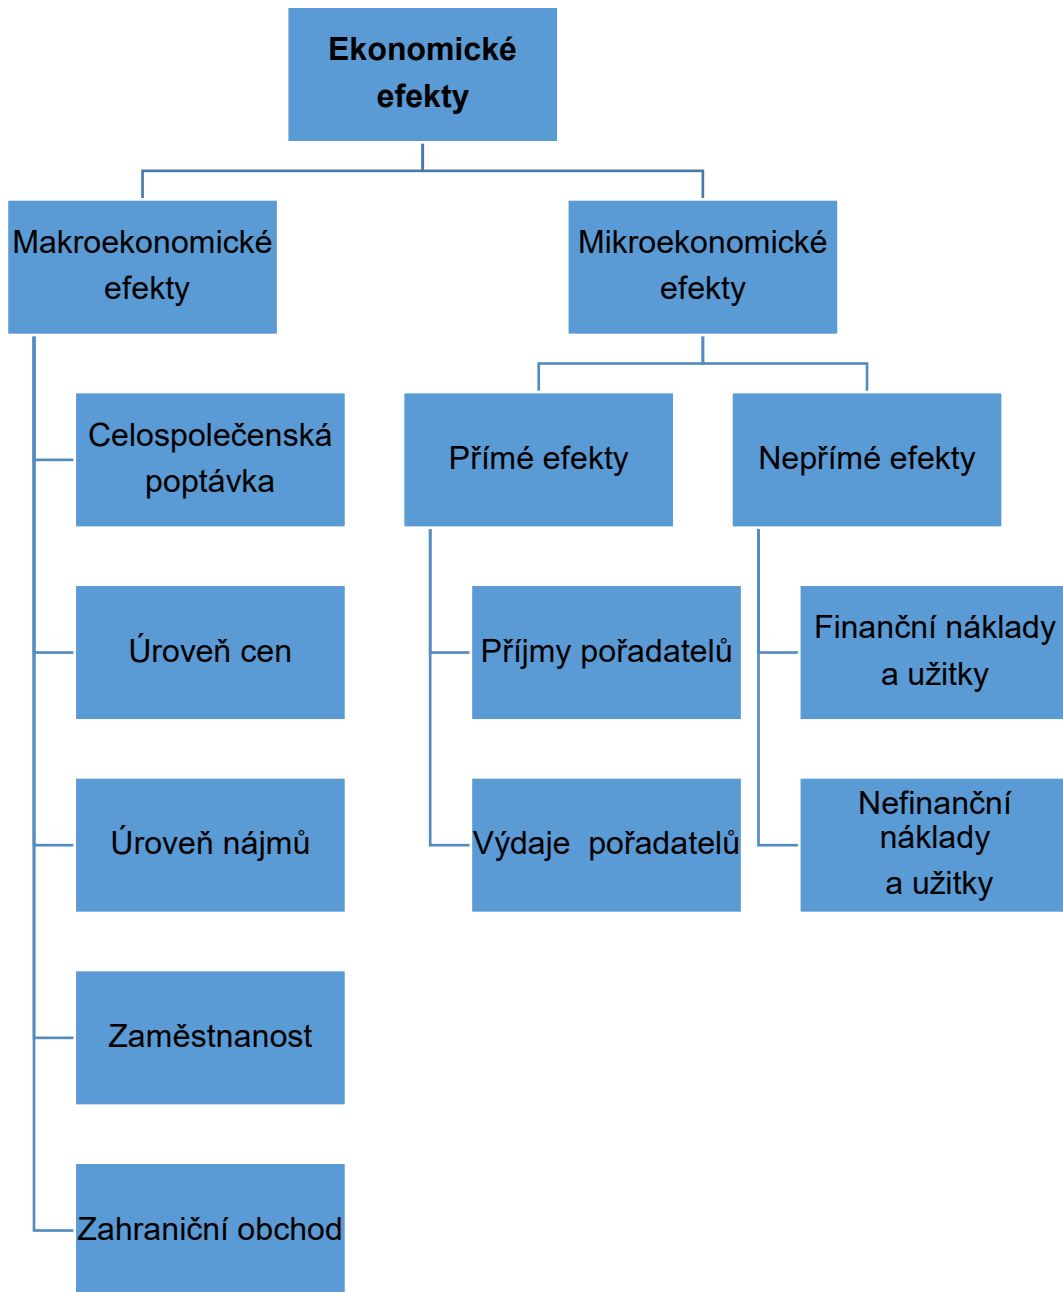 Ekonomické
efekty
Makroekonomické
efekty
Mikroekonomické
efekty
Celospolečenská
poptávka
Přímé efekty
Nepřímé efekty
Úroveň cen
Příjmy pořadatelů
Finanční náklady
a užitky
Úroveň nájmů
Výdaje pořadatelů
Nefinanční
náklady
a užitky
Zaměstnanost
Zahraniční obchod